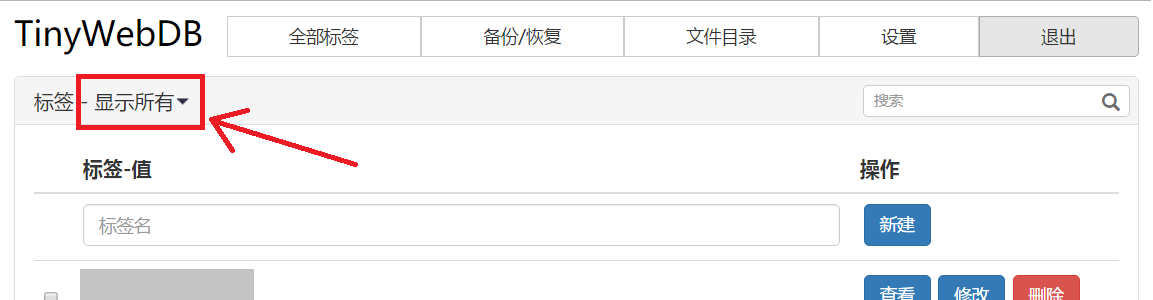 TinyWebDB 全部标签 备份/恢复 文件目录 设置 退出
标签 - 显示所有 搜索
标签-值 操作
标签名 新建
查看 修改 删除